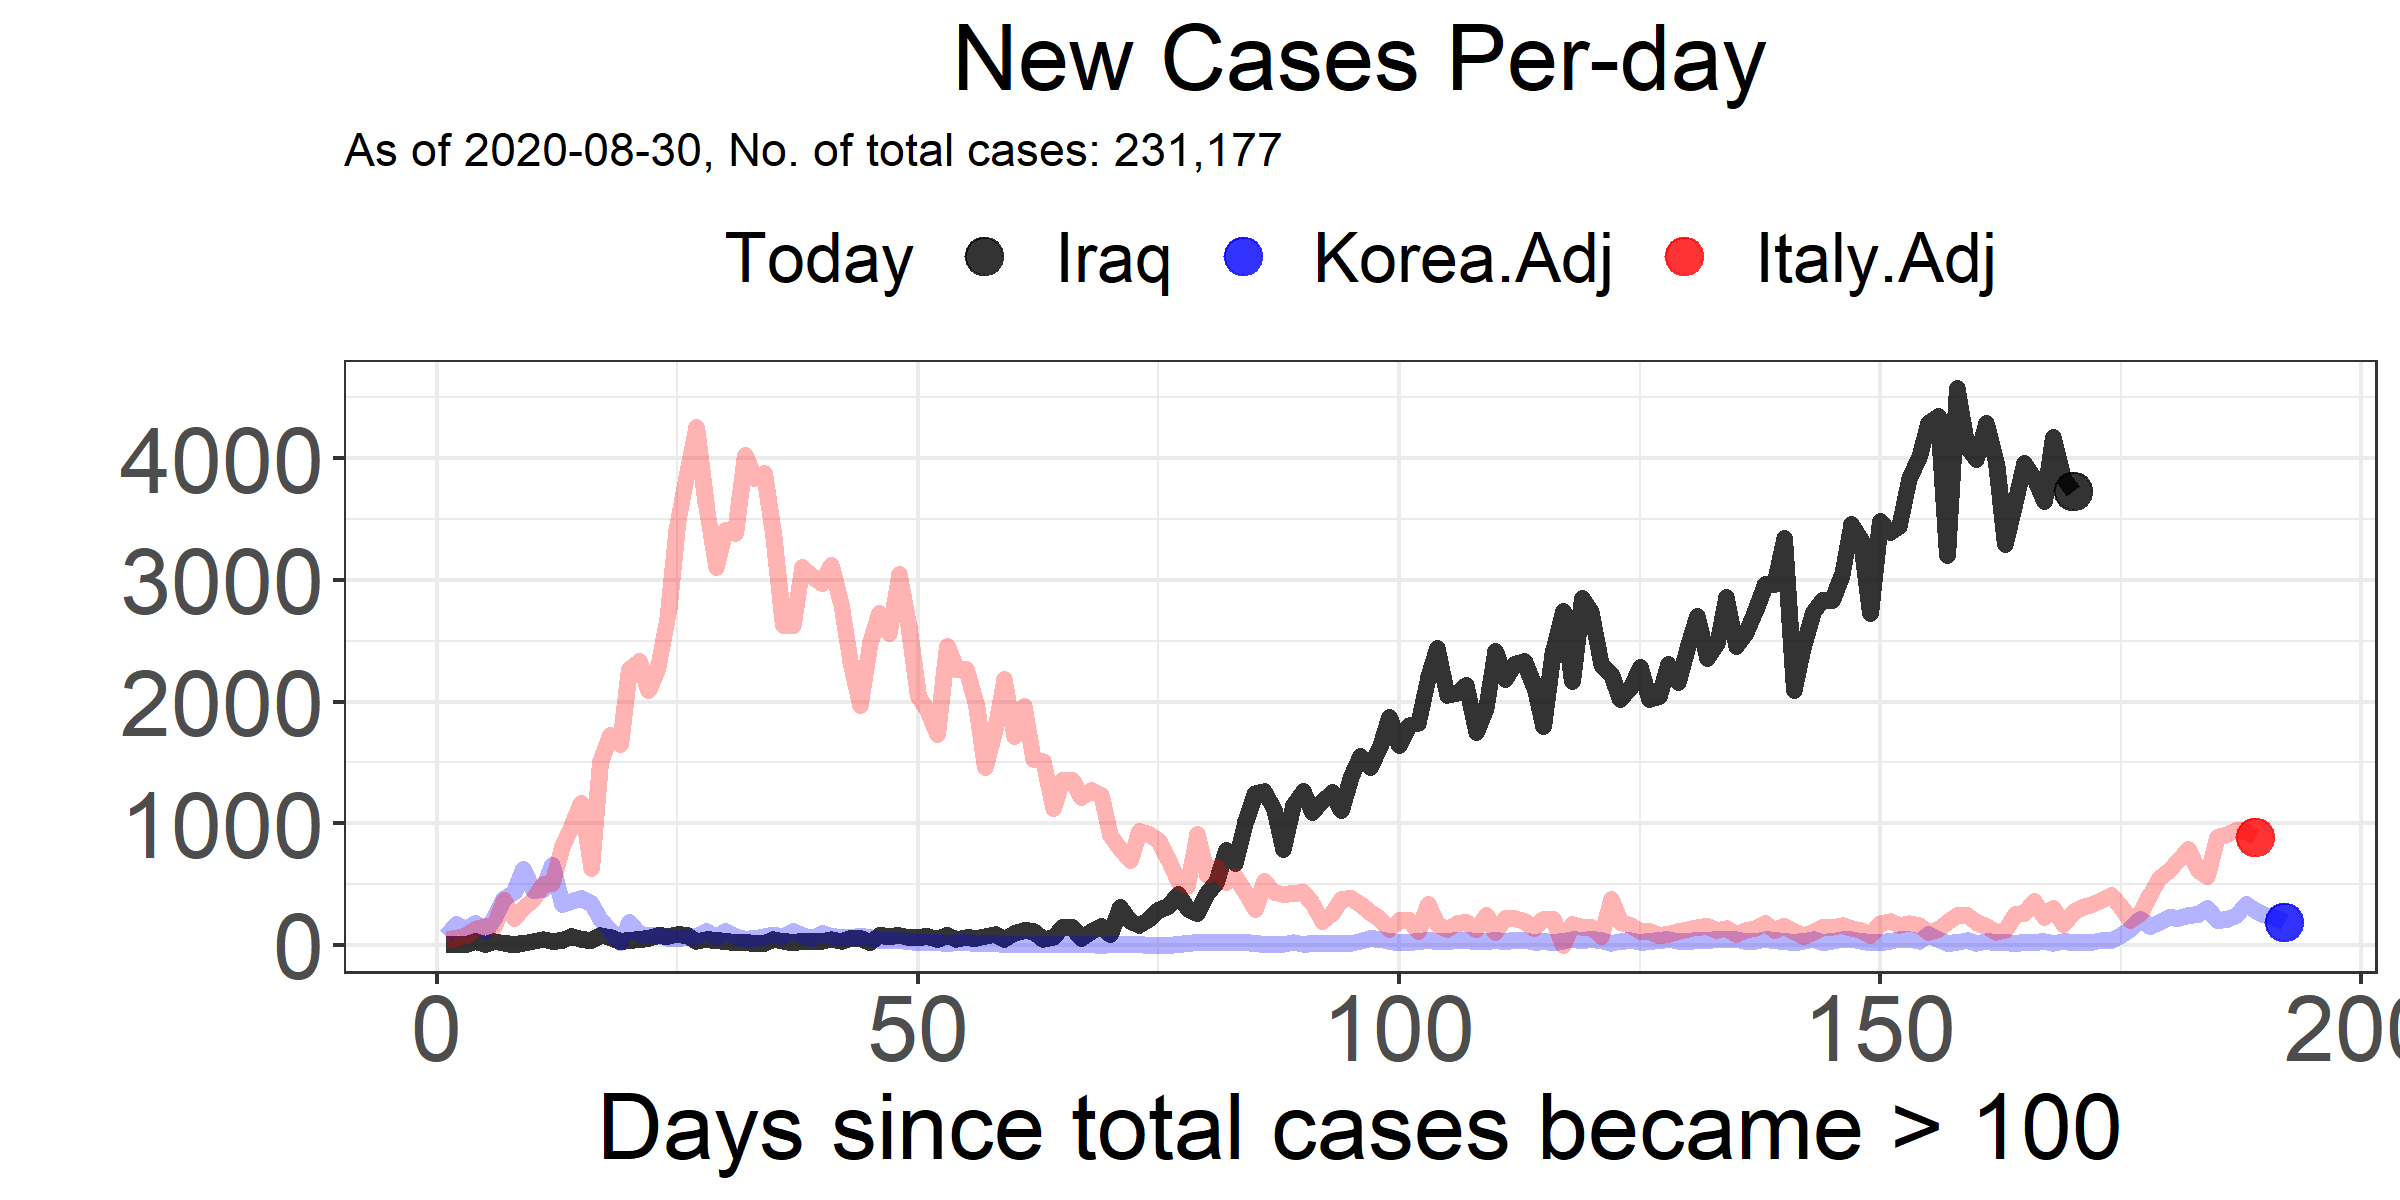 New Cases Per-day
As of 2020-08-30, No. of total cases: 231,177
Today Iraq Korea.Adj Italy.Adj
4000
3000
2000
1000
0
0 50 100 150 200
Days since total cases became > 100